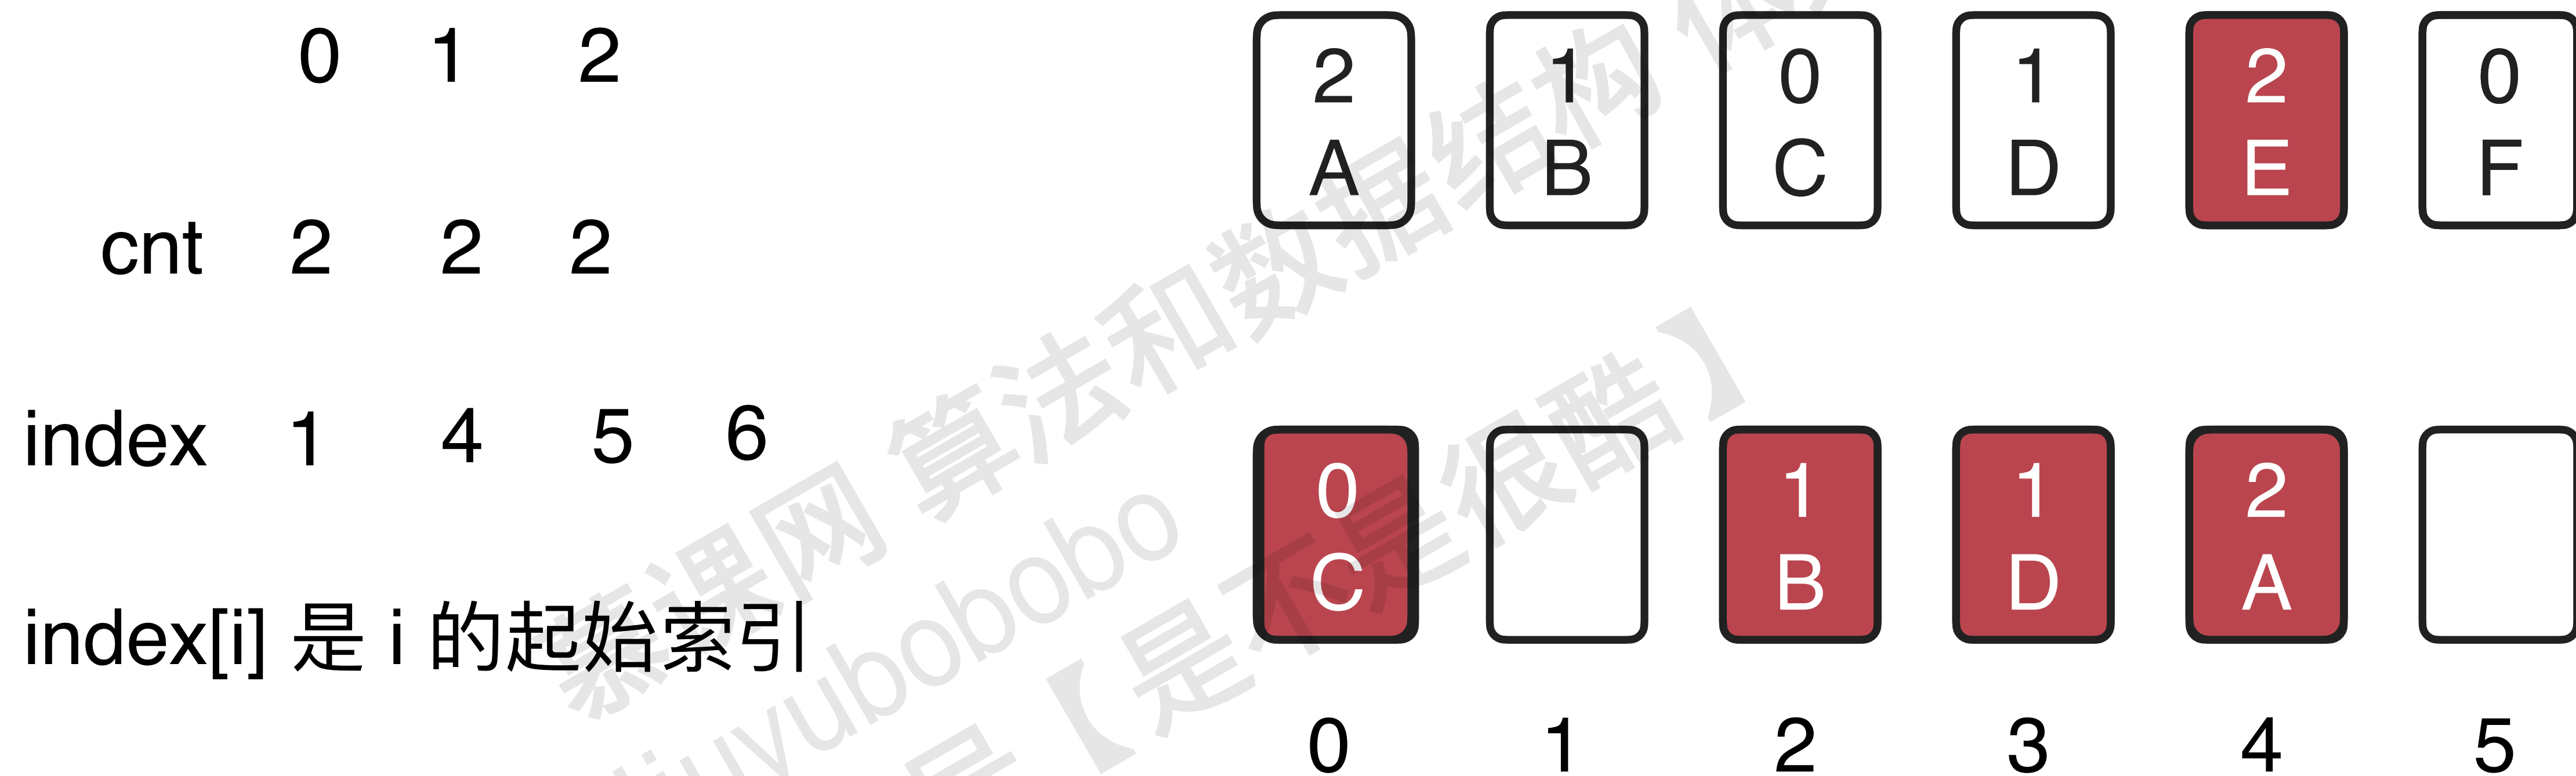 0 1 2
2 1 0 1 2 0
A B C D E F
cnt 2 2 2
index 1 4 5 6
0 1 1 2
C B D A
index[i] 是 i 的起始索引
0 1 2 3 4 5
慕课网 算法和数据结构 体
liuyubobobo
号【是不是很酷】